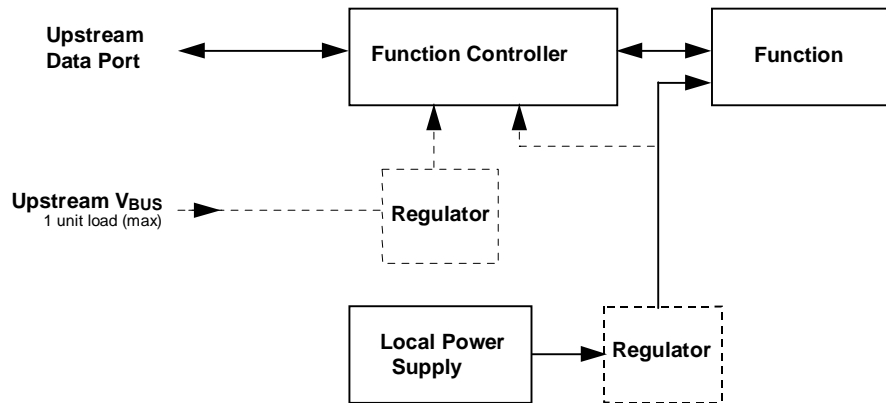 Upstream
Data Port
Function Controller
Function
Upstream VBUS
1 unit load (max)
Regulator
Local Power
Supply
Regulator